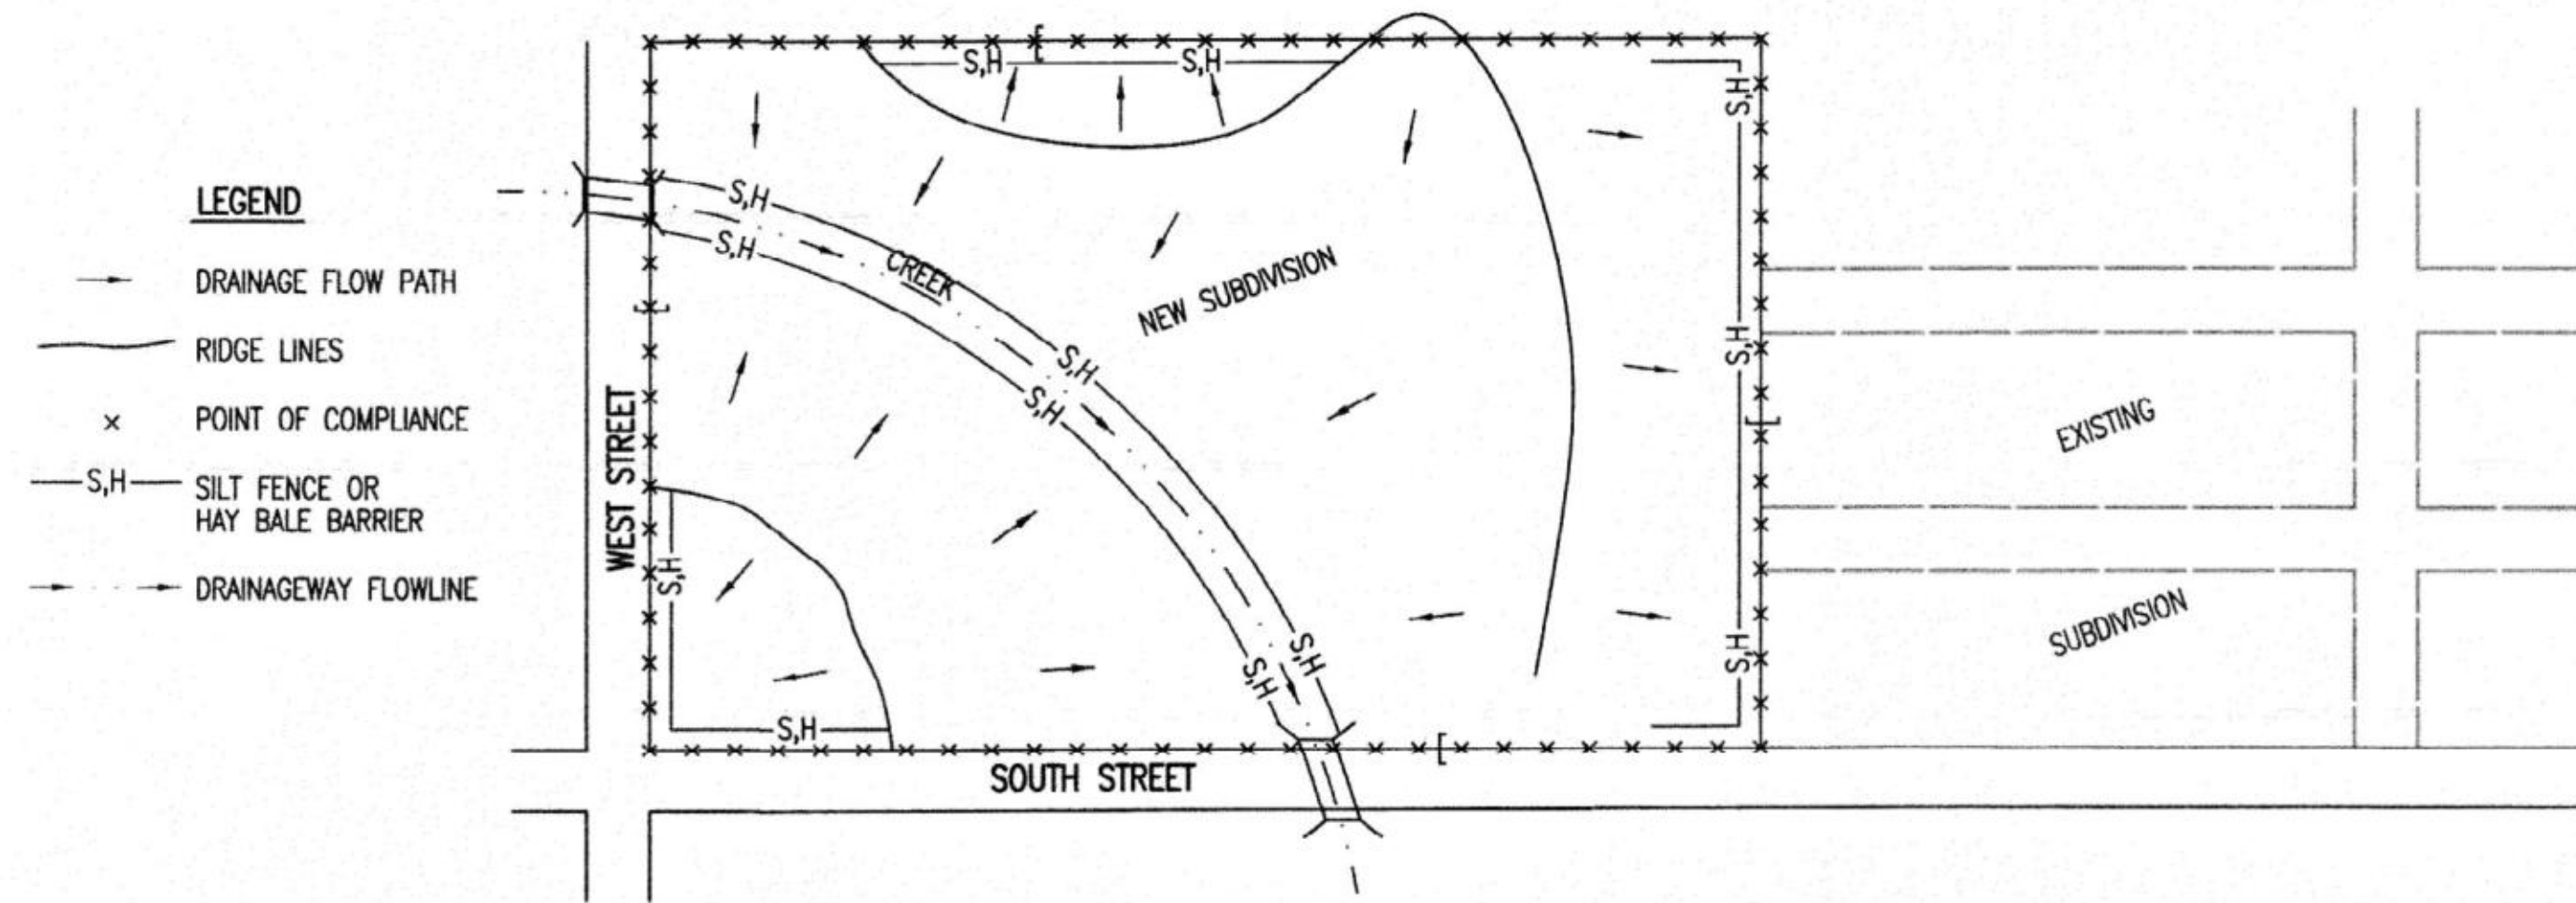 LEGEND
DRAINAGE FLOW PATH
RIDGE LINES
× POINT OF COMPLIANCE
S,H SILT FENCE OR
HAY BALE BARRIER
DRAINAGEWAY FLOWLINE
S,H
S,H
S,H
S,H
S,H
CREEK
NEW SUBDIVISION
S,H
S,H
S,H
WEST STREET
EXISTING
S,H
SUBDIVISION
S,H
S,H
S,H
S,H
SOUTH STREET